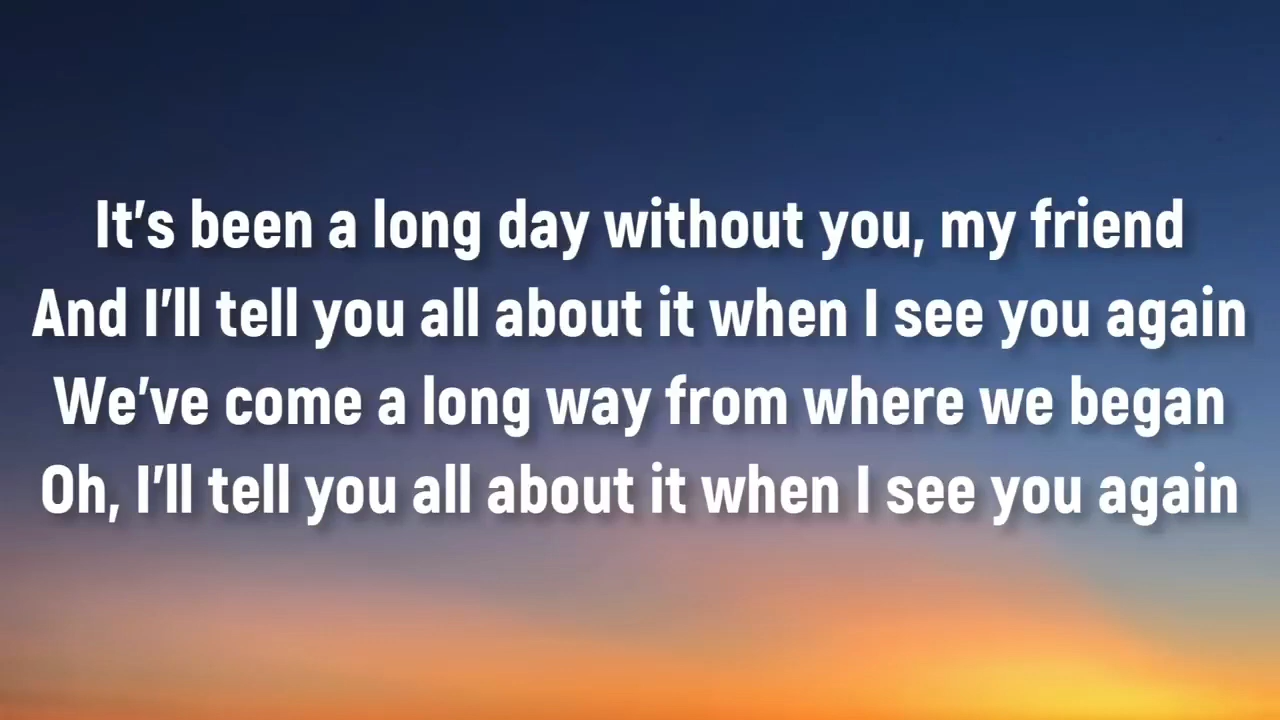 It's been a long day without you, my friend
And I'll tell you all about it when I see you again
We've come a long way from where we began
Oh, I'll tell you all about it when I see you again